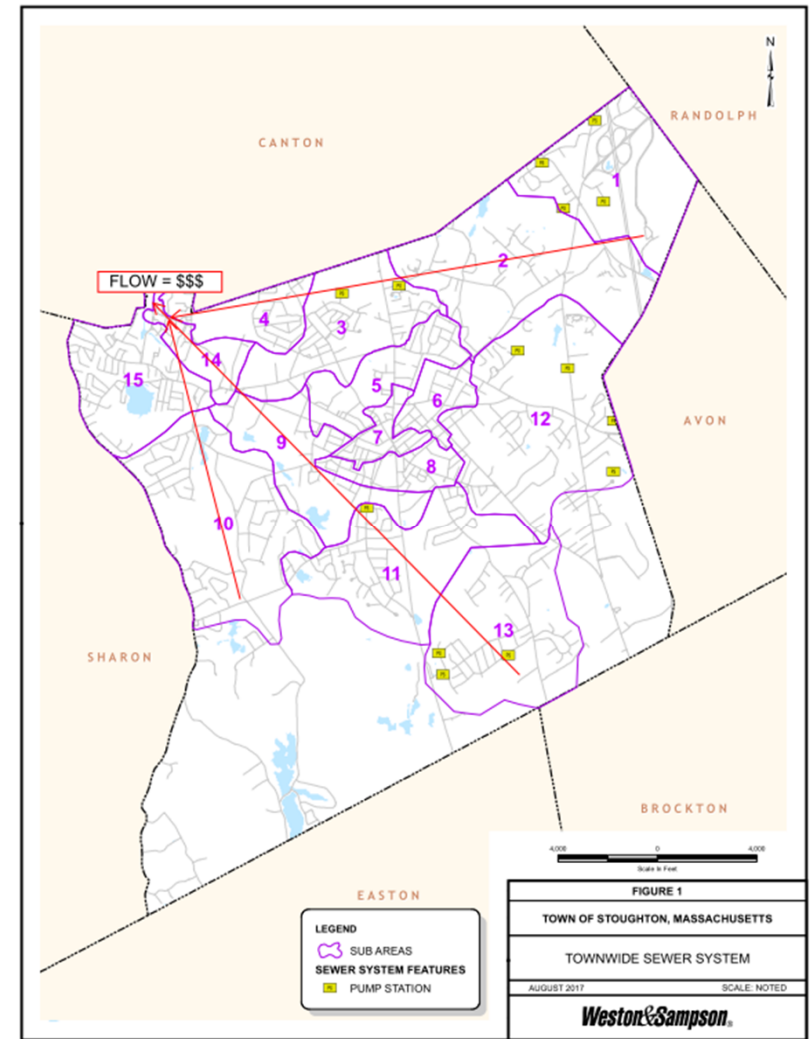 N
RANDOLPH
CANTON
1
2
FLOW = $$$
4
3
14
15
5
6
12
AVON
7
9
8
10
11
13
SHARON
BROCKTON
4,000 0 4,000
Scale In Feet
EASTON
FIGURE 1
TOWN OF STOUGHTON, MASSACHUSETTS
TOWNWIDE SEWER SYSTEM
AUGUST 2017 SCALE: NOTED
Weston&Sampson
LEGEND
SUB AREAS
SEWER SYSTEM FEATURES
PS PUMP STATION